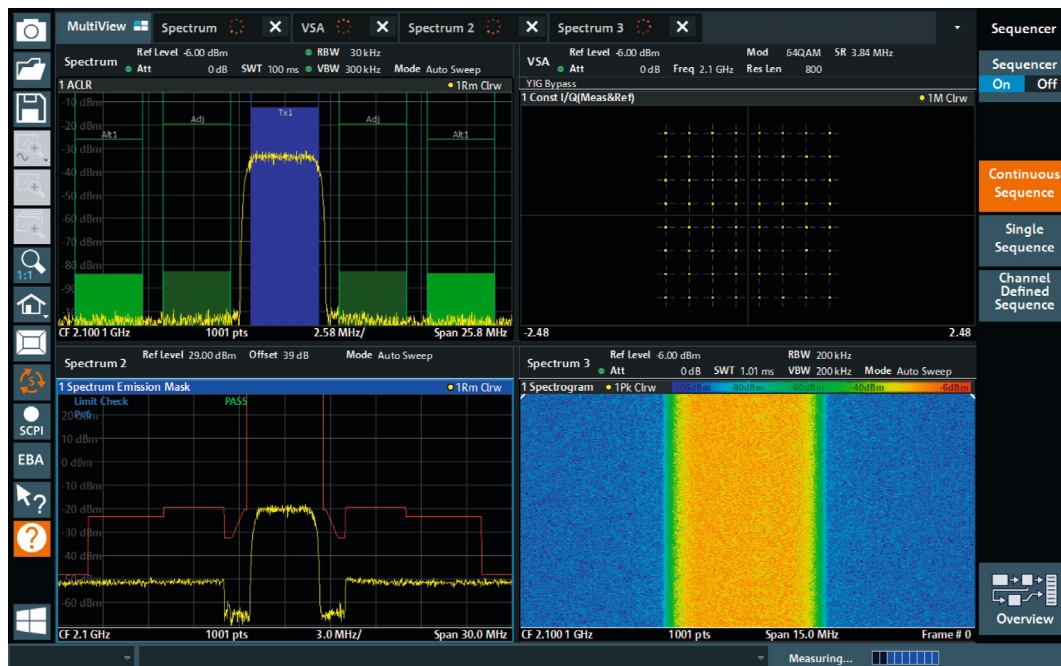 MultiView Spectrum VSA Spectrum 2 Spectrum 3
Sequencer
Spectrum
Ref Level -6.00 dBm RBW 30 kHz
Att 0 dB SWT 100 ms VBW 300 kHz Mode Auto Sweep
1 ACLR 1Rm Clrw
-10 dBm
-20 dBm
-30 dBm
-40 dBm
-50 dBm
-60 dBm
-70 dBm
-80 dBm
Alt1 Adj Tx1 Adj Alt1
CF 2.100 1 GHz 1001 pts 2.58 MHz/ Span 25.8 MHz
VSA
Ref Level -6.00 dBm Mod 64QAM SR 3.84 MHz
Att 0 dB Freq 2.1 GHz Res Len 800
YIG Bypass
1 Const I/Q(Meas&Ref) 1M Clrw
-2.48 2.48
Spectrum 2
Ref Level 29.00 dBm Offset 39 dB Mode Auto Sweep
1 Spectrum Emission Mask 1Rm Clrw
Limit Check PASS
20 dBm
10 dBm
0 dBm
-10 dBm
-20 dBm
-30 dBm
-40 dBm
-50 dBm
-60 dBm
CF 2.1 GHz 1001 pts 3.0 MHz/ Span 30.0 MHz
Spectrum 3
Ref Level -6.00 dBm RBW 200 kHz
Att 0 dB SWT 1.01 ms VBW 200 kHz Mode Auto Sweep
1 Spectrogram 1Pk Clrw -80dBm -60dBm -40dBm -6dBm
CF 2.100 1 GHz 1001 pts Span 15.0 MHz Frame # 0
1:1
SCPI
EBA
Sequencer
On Off
Continuous
Sequence
Single
Sequence
Channel
Defined
Sequence
Overview
Measuring...